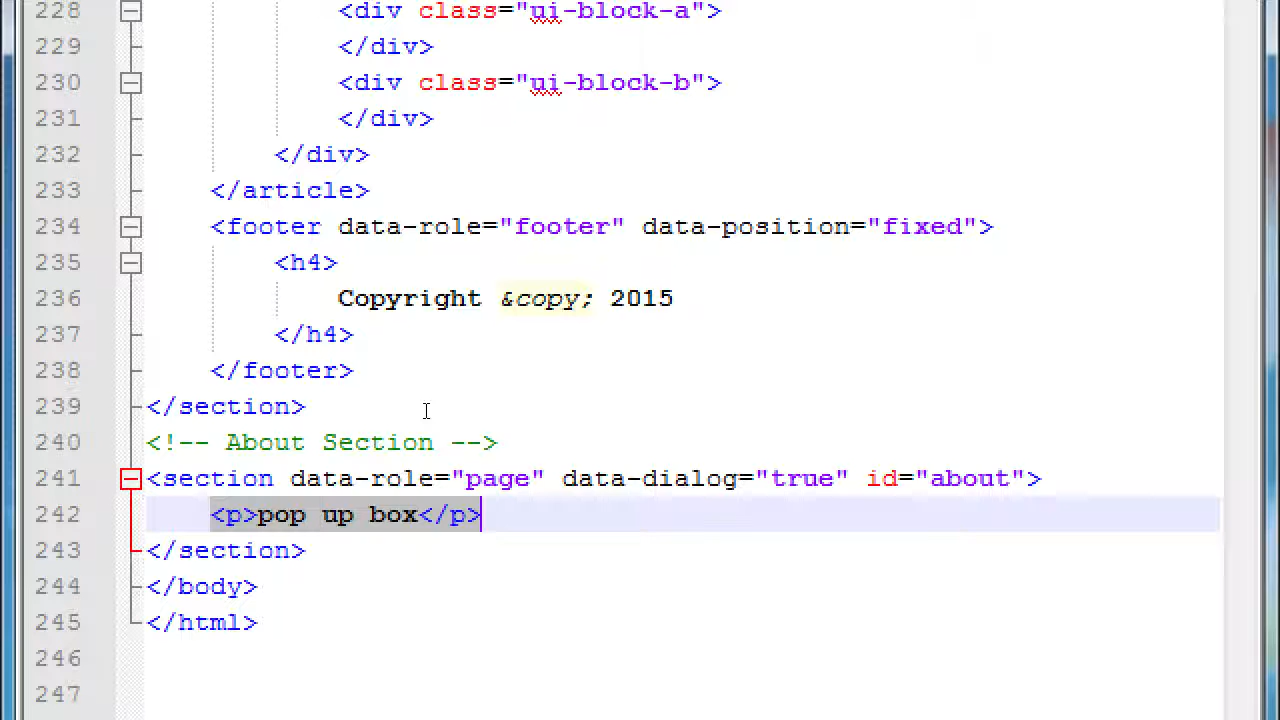 228 <div class="ui-block-a">
229 </div>
230 <div class="ui-block-b">
231 </div>
232 </div>
233 </article>
234 <footer data-role="footer" data-position="fixed">
235 <h4>
236 Copyright &copy; 2015
237 </h4>
238 </footer>
239 </section>
240 <!-- About Section -->
241 <section data-role="page" data-dialog="true" id="about">
242 <p>pop up box</p>
243 </section>
244 </body>
245 </html>
246
247